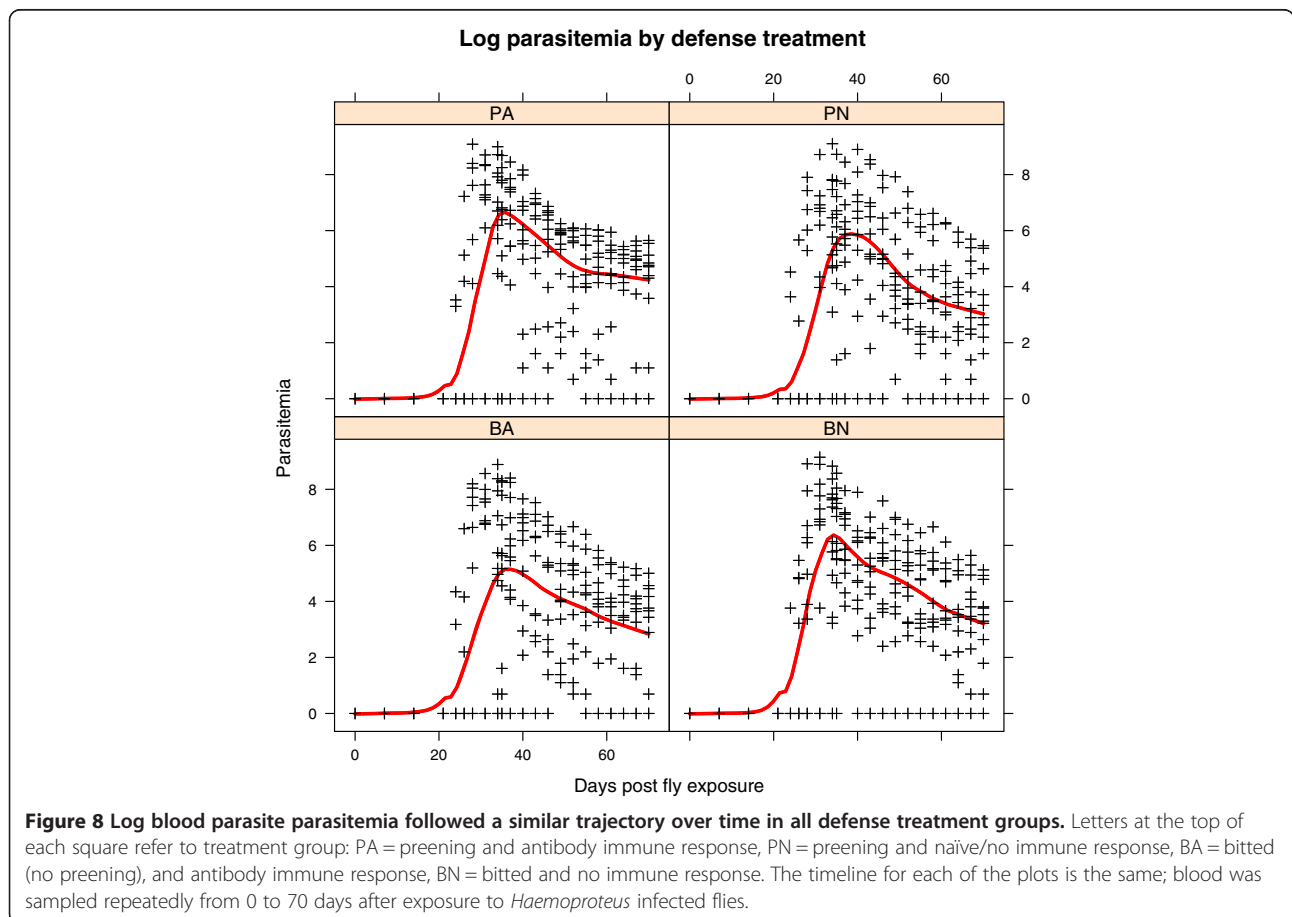 Log parasitemia by defense treatment
0 20 40 60
PA PN
8
6
4
2
0
BA BN
8
6
4
2
0
0 20 40 60
Parasitemia
Days post fly exposure
Figure 8 Log blood parasite parasitemia followed a similar trajectory over time in all defense treatment groups. Letters at the top of
each square refer to treatment group: PA = preening and antibody immune response, PN = preening and naïve/no immune response, BA = bitted
(no preening), and antibody immune response, BN = bitted and no immune response. The timeline for each of the plots is the same; blood was
sampled repeatedly from 0 to 70 days after exposure to Haemoproteus infected flies.